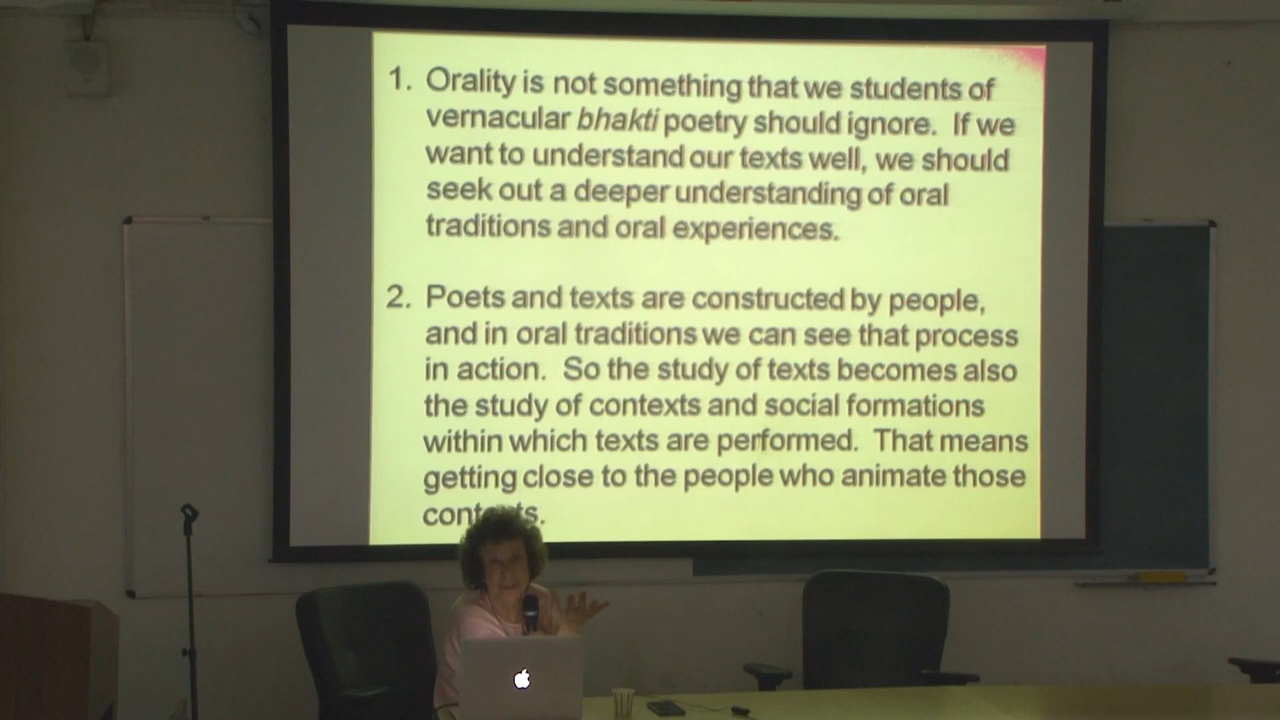 1. Orality is not something that we students of
vernacular bhakti poetry should ignore. If we
want to understand our texts well, we should
seek out a deeper understanding of oral
traditions and oral experiences.
2. Poets and texts are constructed by people,
and in oral traditions we can see that process
in action. So the study of texts becomes also
the study of contexts and social formations
within which texts are performed. That means
getting close to the people who animate those